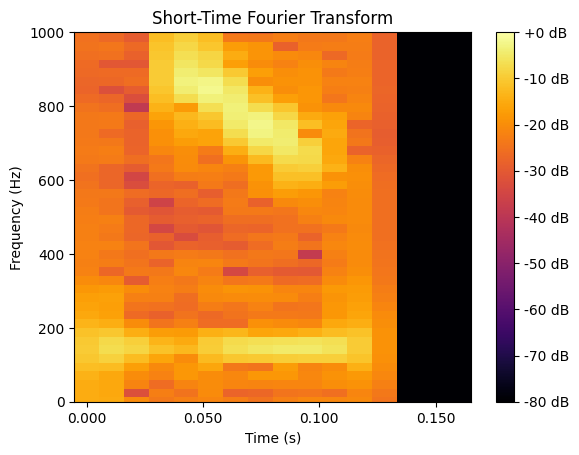 Short-Time Fourier Transform
1000
800
600
400
200
0
Frequency (Hz)
0.000
0.050
0.100
0.150
Time (s)
+0 dB
-10 dB
-20 dB
-30 dB
-40 dB
-50 dB
-60 dB
-70 dB
-80 dB